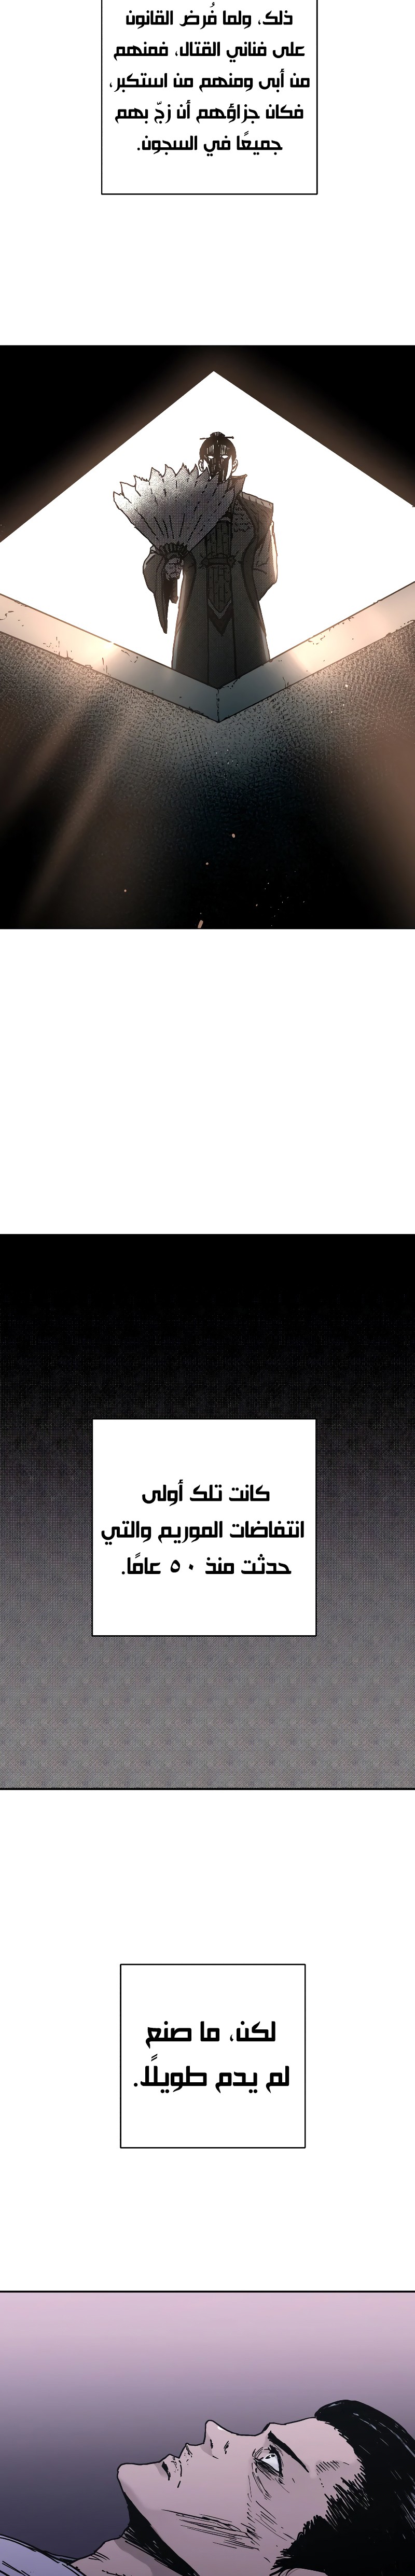 ذلك، ولما فُرض القانون
على فناني القتال، فمنهم
من أبى ومنهم من استكبر،
فكان جزاؤهم أن زجّ بهم
جميعًا في السجون.
كانت تلك أولى
انتفاضات الموريم والتي
حدثت منذ ٥٠ عامًا.
لكن، ما صنع
لم يدم طويلًا.